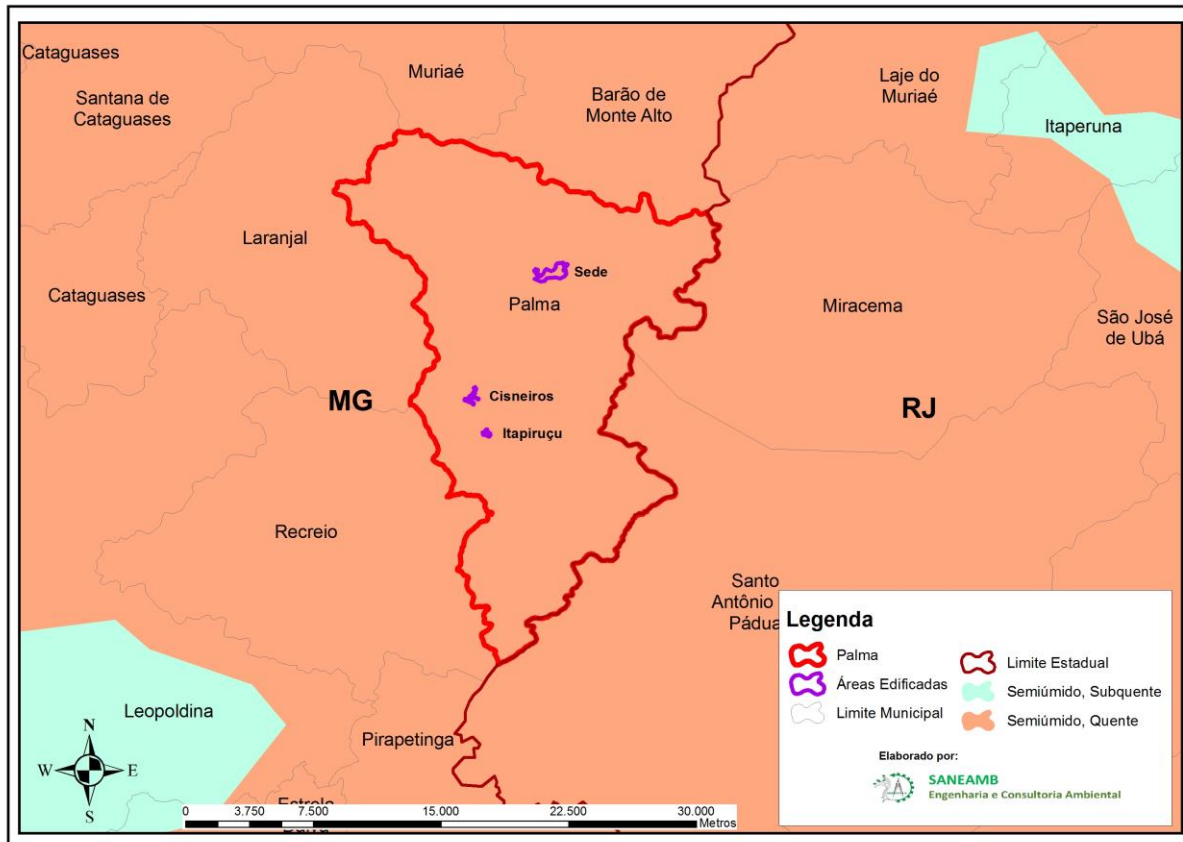 Cataguases
Muriaé
Laje do
Muriaé
Santana de
Cataguases
Barão de
Monte Alto
Itaperuna
Laranjal
Sede
Cataguases
Palma
Miracema
São José
de Ubá
MG
Cisneiros
RJ
Itapiruçu
Recreio
Santo
Antônio
Pádua
Leopoldina
Pirapetinga
N
W
E
S
0
3.750
7.500
15.000
22.500
30.000
Metros
Legenda
Palma
Áreas Edificadas
Limite Municipal
Limite Estadual
Semiúmido, Subquente
Semiúmido, Quente
Elaborado por:
SANEAMB
Engenharia e Consultoria Ambiental